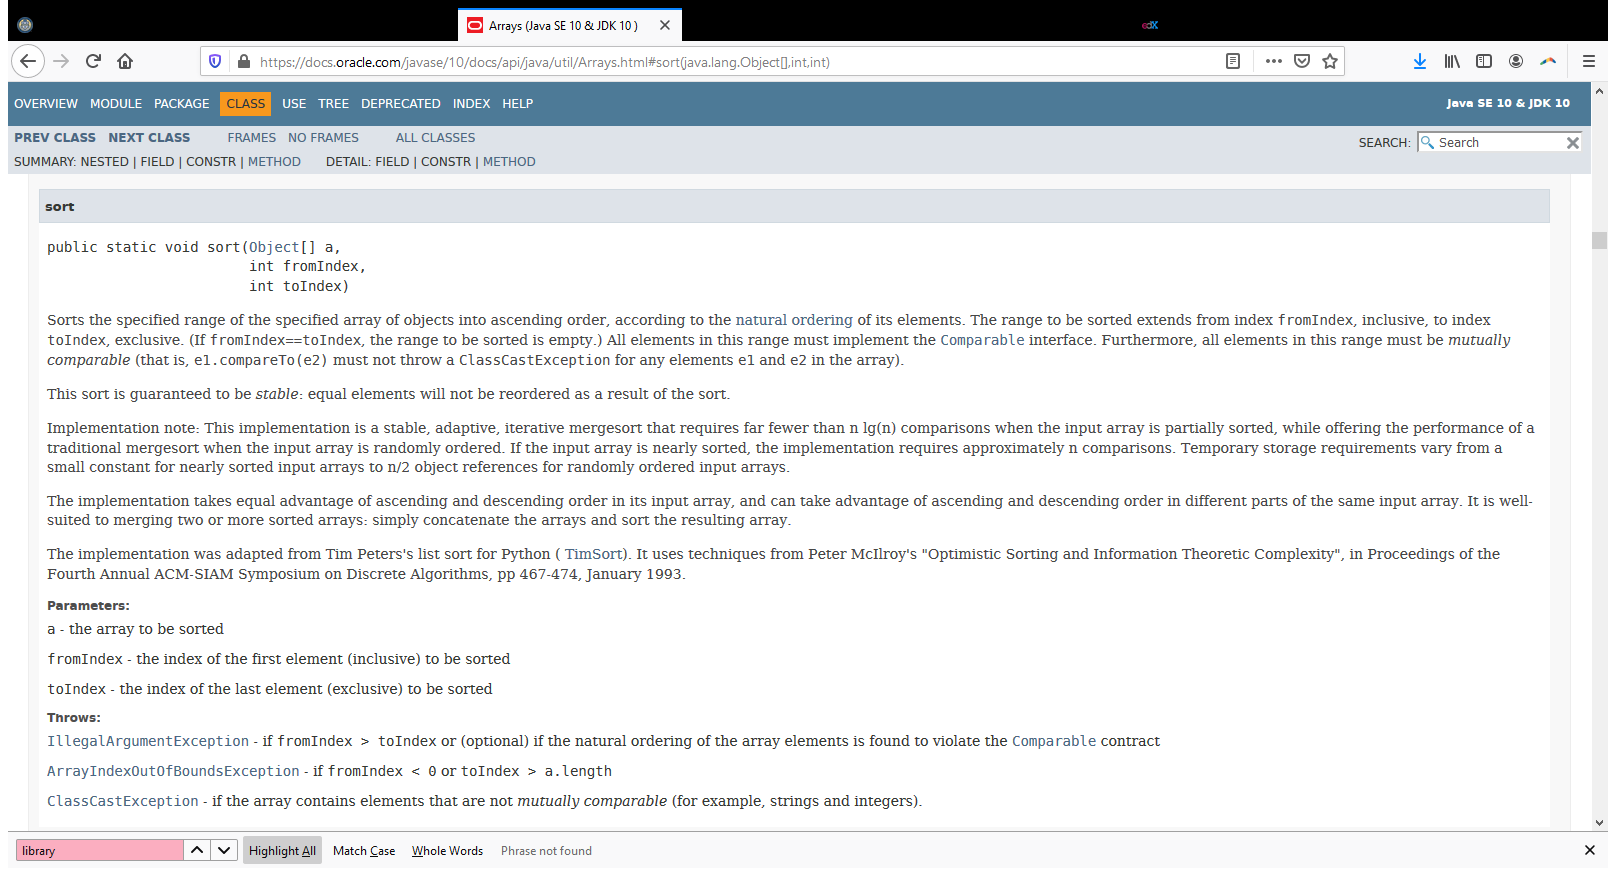 Arrays (Java SE 10 & JDK 10 )
edX
https://docs.oracle.com/javase/10/docs/api/java/util/Arrays.html#sort(java.lang.Object[],int,int)
OVERVIEW MODULE PACKAGE CLASS USE TREE DEPRECATED INDEX HELP Java SE 10 & JDK 10
PREV CLASS NEXT CLASS FRAMES NO FRAMES ALL CLASSES
SEARCH: Search
SUMMARY: NESTED | FIELD | CONSTR | METHOD DETAIL: FIELD | CONSTR | METHOD
sort
public static void sort(Object[] a,
int fromIndex,
int toIndex)
Sorts the specified range of the specified array of objects into ascending order, according to the natural ordering of its elements. The range to be sorted extends from index fromIndex, inclusive, to index
toIndex, exclusive. (If fromIndex==toIndex, the range to be sorted is empty.) All elements in this range must implement the Comparable interface. Furthermore, all elements in this range must be mutually
comparable (that is, e1.compareTo(e2) must not throw a ClassCastException for any elements e1 and e2 in the array).
This sort is guaranteed to be stable: equal elements will not be reordered as a result of the sort.
Implementation note: This implementation is a stable, adaptive, iterative mergesort that requires far fewer than n lg(n) comparisons when the input array is partially sorted, while offering the performance of a
traditional mergesort when the input array is randomly ordered. If the input array is nearly sorted, the implementation requires approximately n comparisons. Temporary storage requirements vary from a
small constant for nearly sorted input arrays to n/2 object references for randomly ordered input arrays.
The implementation takes equal advantage of ascending and descending order in its input array, and can take advantage of ascending and descending order in different parts of the same input array. It is well-
suited to merging two or more sorted arrays: simply concatenate the arrays and sort the resulting array.
The implementation was adapted from Tim Peters's list sort for Python ( TimSort). It uses techniques from Peter McIlroy's "Optimistic Sorting and Information Theoretic Complexity", in Proceedings of the
Fourth Annual ACM-SIAM Symposium on Discrete Algorithms, pp 467-474, January 1993.
Parameters:
a - the array to be sorted
fromIndex - the index of the first element (inclusive) to be sorted
toIndex - the index of the last element (exclusive) to be sorted
Throws:
IllegalArgumentException - if fromIndex > toIndex or (optional) if the natural ordering of the array elements is found to violate the Comparable contract
ArrayIndexOutOfBoundsException - if fromIndex < 0 or toIndex > a.length
ClassCastException - if the array contains elements that are not mutually comparable (for example, strings and integers).
library Highlight All Match Case Whole Words Phrase not found